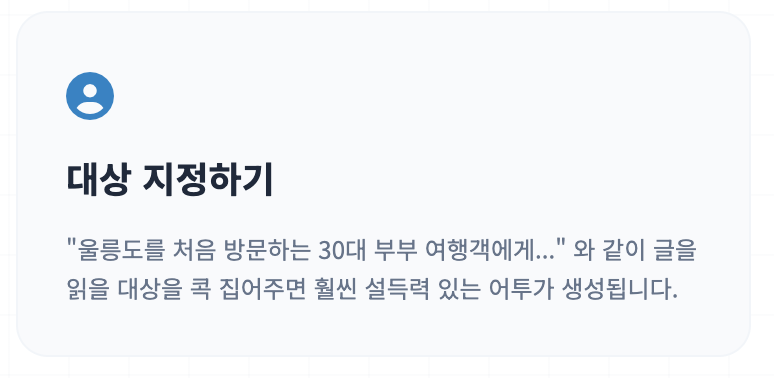 대상 지정하기
"울릉도를 처음 방문하는 30대 부부 여행객에게..." 와 같이 글을
읽을 대상을 콕 집어주면 훨씬 설득력 있는 어투가 생성됩니다.